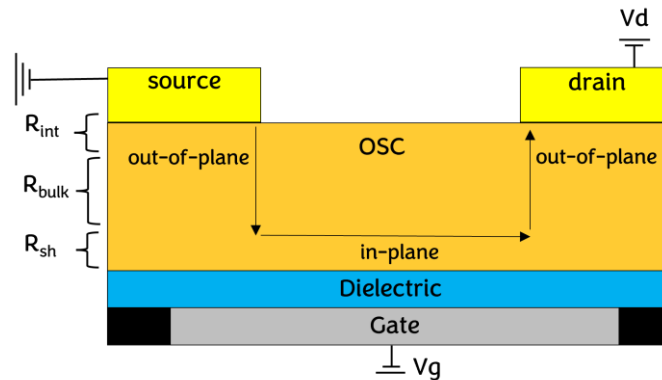 Vd
source
drain
Rint
OSC
out-of-plane
out-of-plane
Rbulk
Rsh
in-plane
Dielectric
Gate
Vg